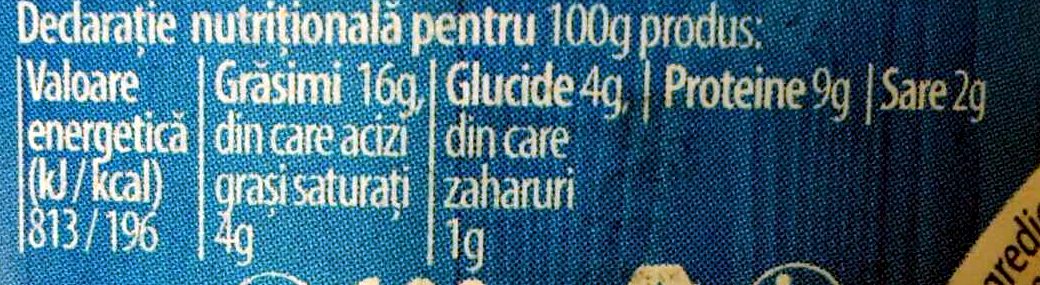 Declarație nutrițională pentru 100g produs:
Valoare | Grăsimi 16g, | Glucide 4g, | Proteine 9g | Sare 2g
energetică | din care acizi | din care
(kJ/kcal) | grași saturați | zaharuri
813/196 | 4g | 1g